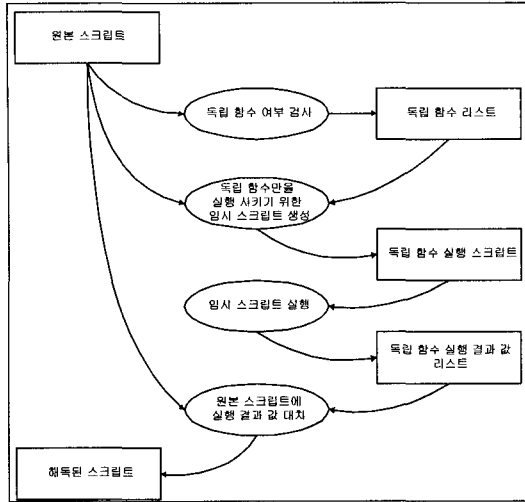 원본 스크립트
독립 함수 여부 검사
독립 함수 리스트
독립 함수만을
실행 사키기 위한
임시 스크립트 생성
독립 함수 실행 스크립트
임시 스크립트 실행
독립 함수 실행 결과 값
리스트
원본 스크립트에
실행 결과 값 대치
해독된 스크립트